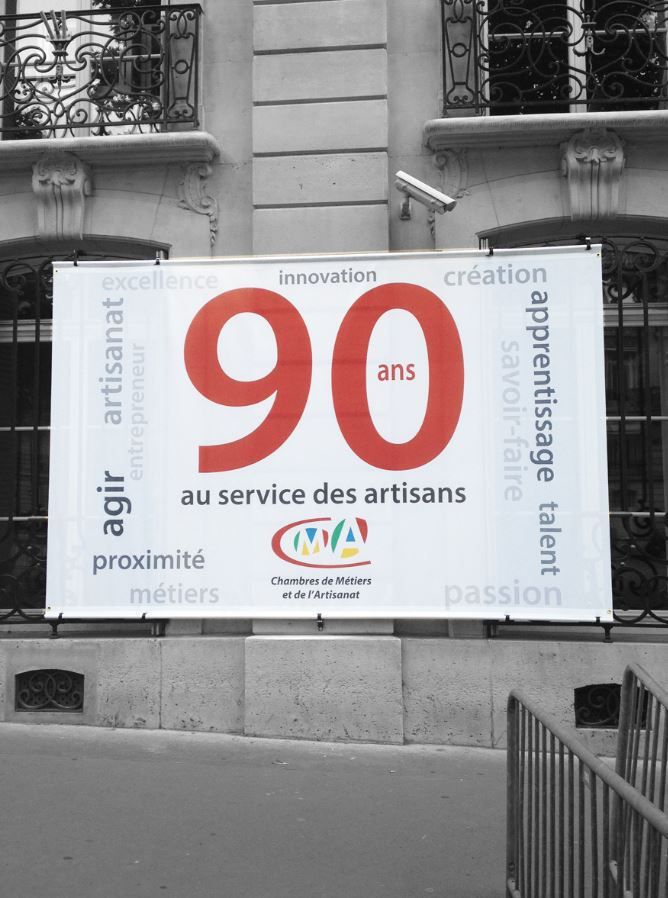 excellence
innovation
création
artisanat
entrepreneur
90
ans
savoir-faire
apprentissage
agir
au service des artisans
talent
proximité
métiers
CMA
Chambres de Métiers
et de l'Artisanat
passion